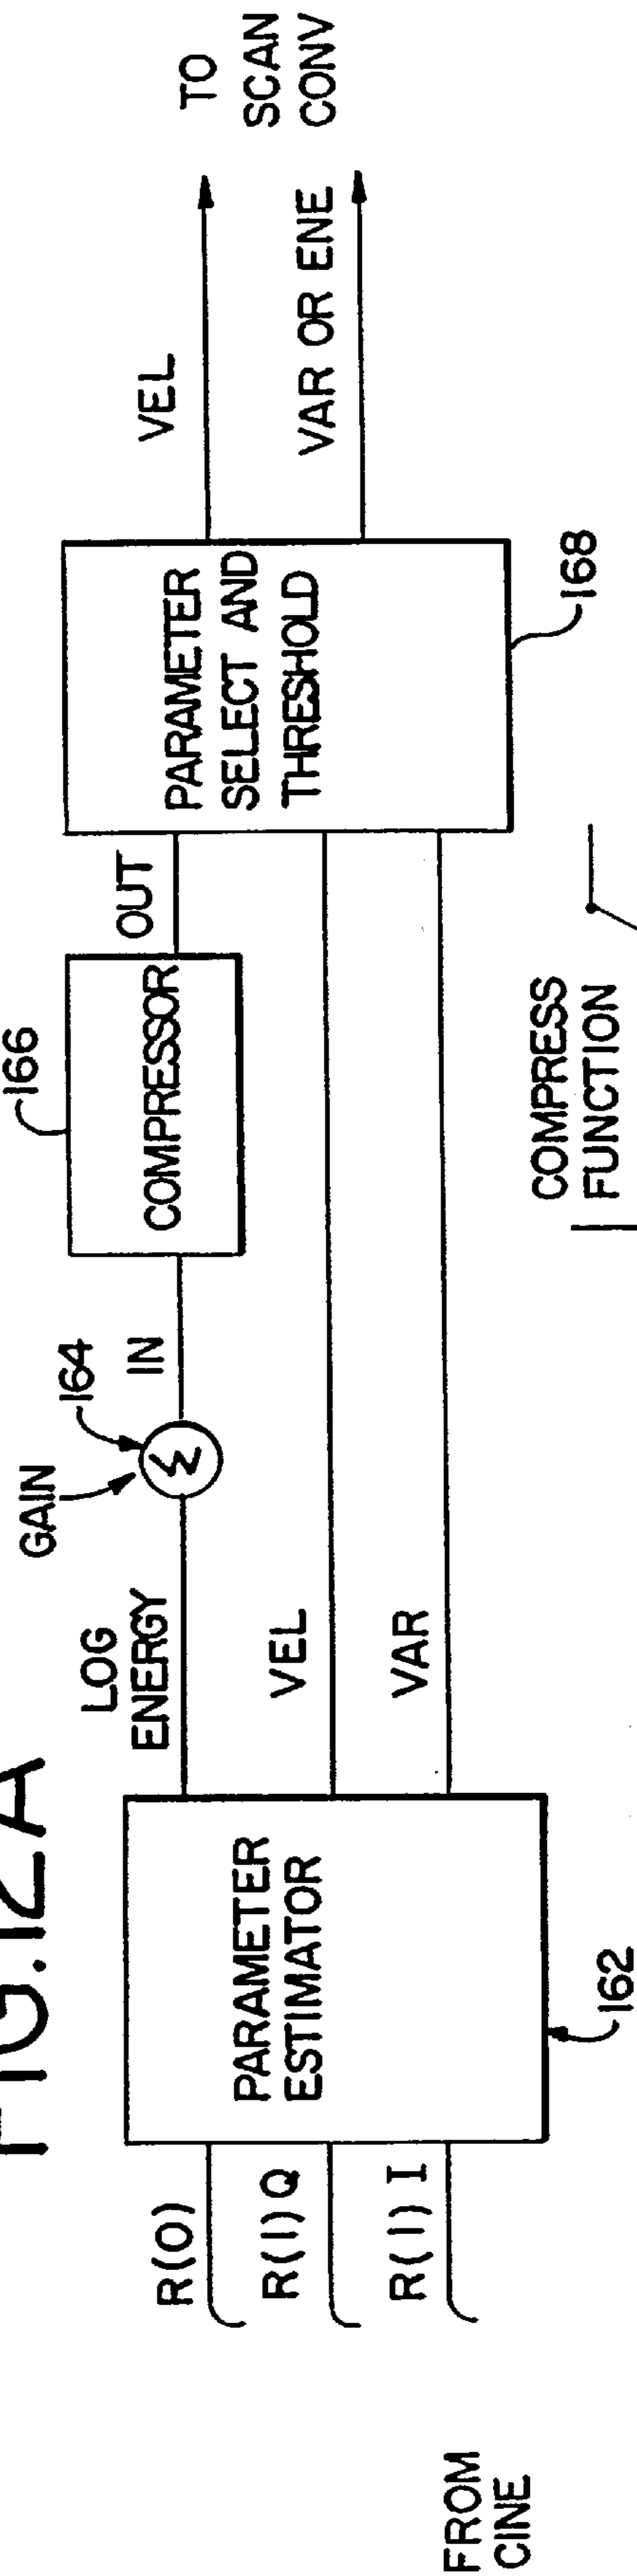 FIG.12A
FROM
CINE
R(0)
R(1)Q
R(1)I
PARAMETER
ESTIMATOR
162
LOG
ENERGY
VEL
VAR
GAIN
164
Σ
IN
166
COMPRESSOR
OUT
PARAMETER
SELECT AND
THRESHOLD
168
VEL
VAR OR ENE
TO
SCAN
CONV
COMPRESS
FUNCTION